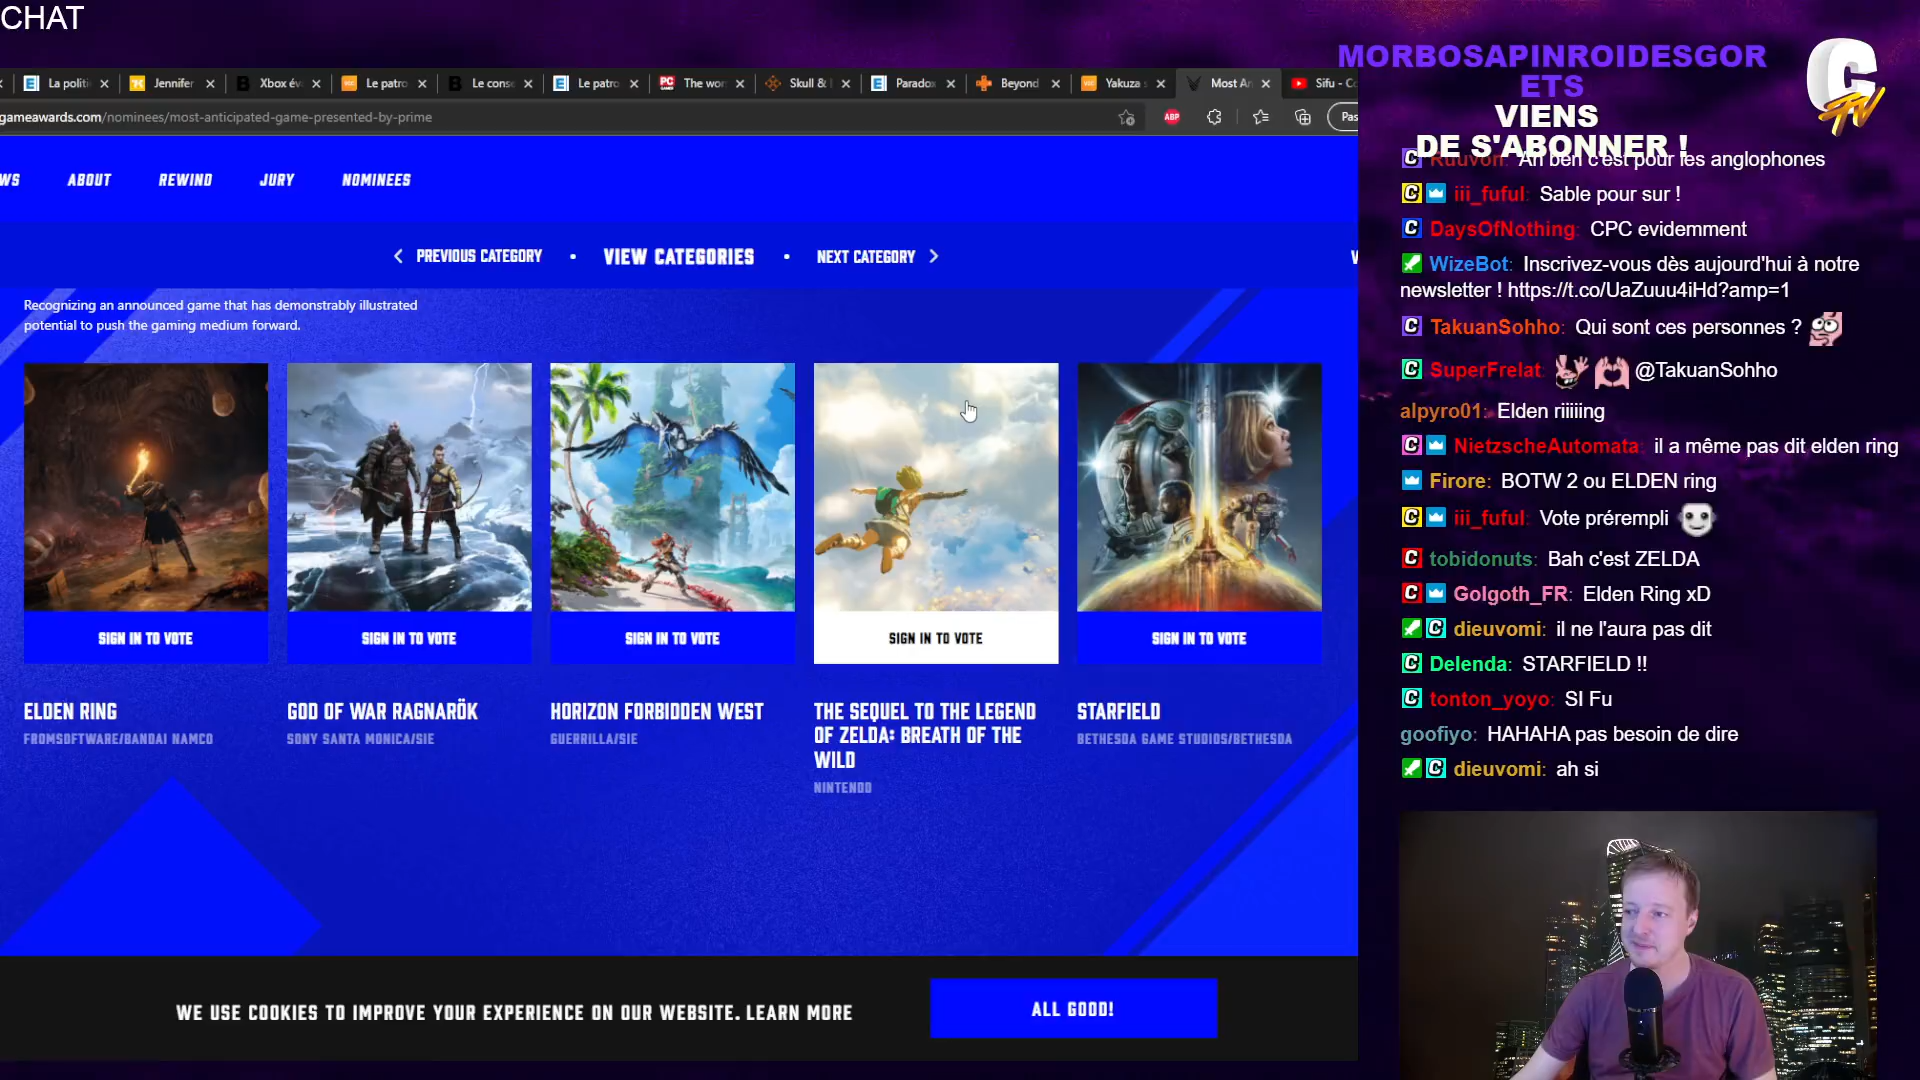 CHAT
La politi
Jennifer
Xbox év
Le patro
Le cons
Le patro
The wor
Skull &
Paradox
Beyond
Yakuza s
Most An
Sifu - Co
gameawards.com/nominees/most-anticipated-game-presented-by-prime
Pas
WS
ABOUT
REWIND
JURY
NOMINEES
PREVIOUS CATEGORY
VIEW CATEGORIES
NEXT CATEGORY
Recognizing an announced game that has demonstrably illustrated
potential to push the gaming medium forward.
SIGN IN TO VOTE
SIGN IN TO VOTE
SIGN IN TO VOTE
SIGN IN TO VOTE
SIGN IN TO VOTE
ELDEN RING
FROMSOFTWARE/BANDAI NAMCO
GOD OF WAR RAGNARÖK
SONY SANTA MONICA/SIE
HORIZON FORBIDDEN WEST
GUERRILLA/SIE
THE SEQUEL TO THE LEGEND
OF ZELDA: BREATH OF THE
WILD
NINTENDO
STARFIELD
BETHESDA GAME STUDIOS/BETHESDA
WE USE COOKIES TO IMPROVE YOUR EXPERIENCE ON OUR WEBSITE. LEARN MORE
ALL GOOD!
MORBOSAPINROIDESGOR
ETS
VIENS
DE S'ABONNER !
Ruuvon: Ah ben c'est pour les anglophones
iii_fuful: Sable pour sur !
DaysOfNothing: CPC evidemment
WizeBot: Inscrivez-vous dès aujourd'hui à notre
newsletter ! https://t.co/UaZuuu4iHd?amp=1
TakuanSohho: Qui sont ces personnes ?
SuperFrelat: @TakuanSohho
alpyro01: Elden riiiiing
NietzscheAutomata: il a même pas dit elden ring
Firore: BOTW 2 ou ELDEN ring
iii_fuful: Vote prérempli
tobidonuts: Bah c'est ZELDA
Golgoth_FR: Elden Ring xD
dieuvomi: il ne l'aura pas dit
Delenda: STARFIELD !!
tonton_yoyo: SI Fu
goofiyo: HAHAHA pas besoin de dire
dieuvomi: ah si